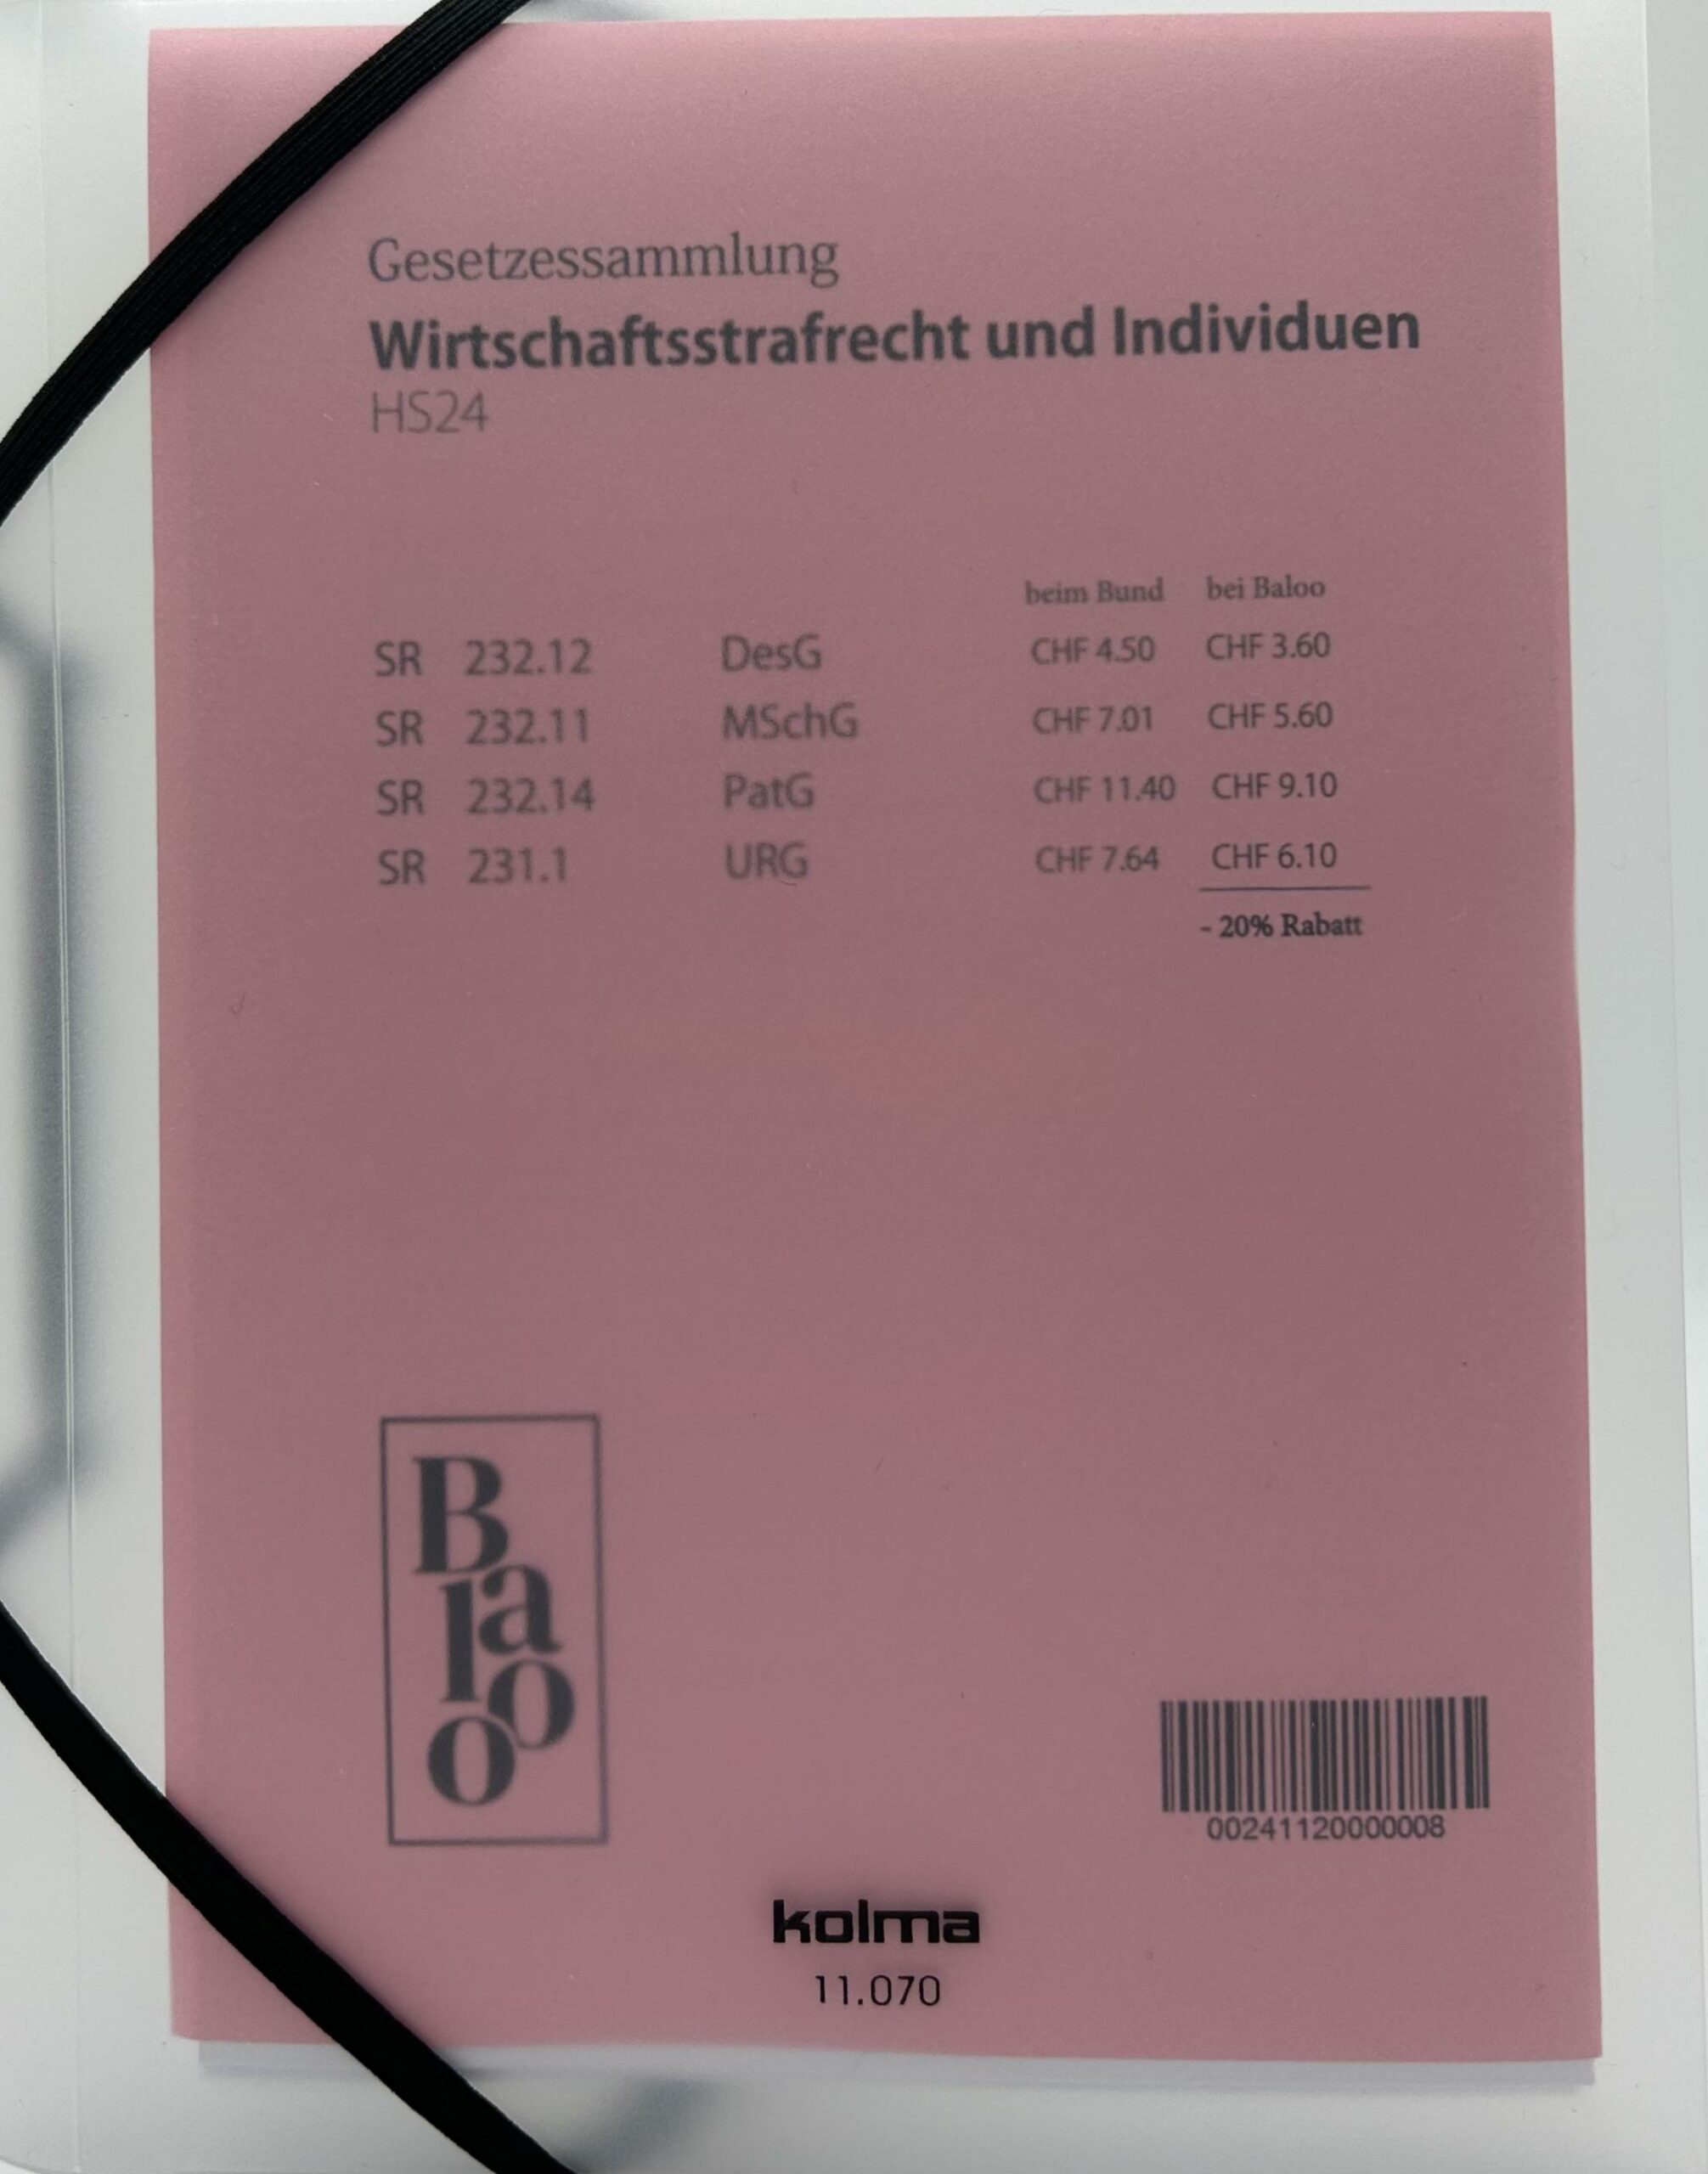 Gesetzessammlung
Wirtschaftsstrafrecht und Individuen
HS24
beim Bund bei Baloo
SR 232.12 DesG CHF 4.50 CHF 3.60
SR 232.11 MSchG CHF 7.01 CHF 5.60
SR 232.14 PatG CHF 11.40 CHF 9.10
SR 231.1 URG CHF 7.64 CHF 6.10
- 20% Rabatt
Baloo
00241120000008
kolma
11.070